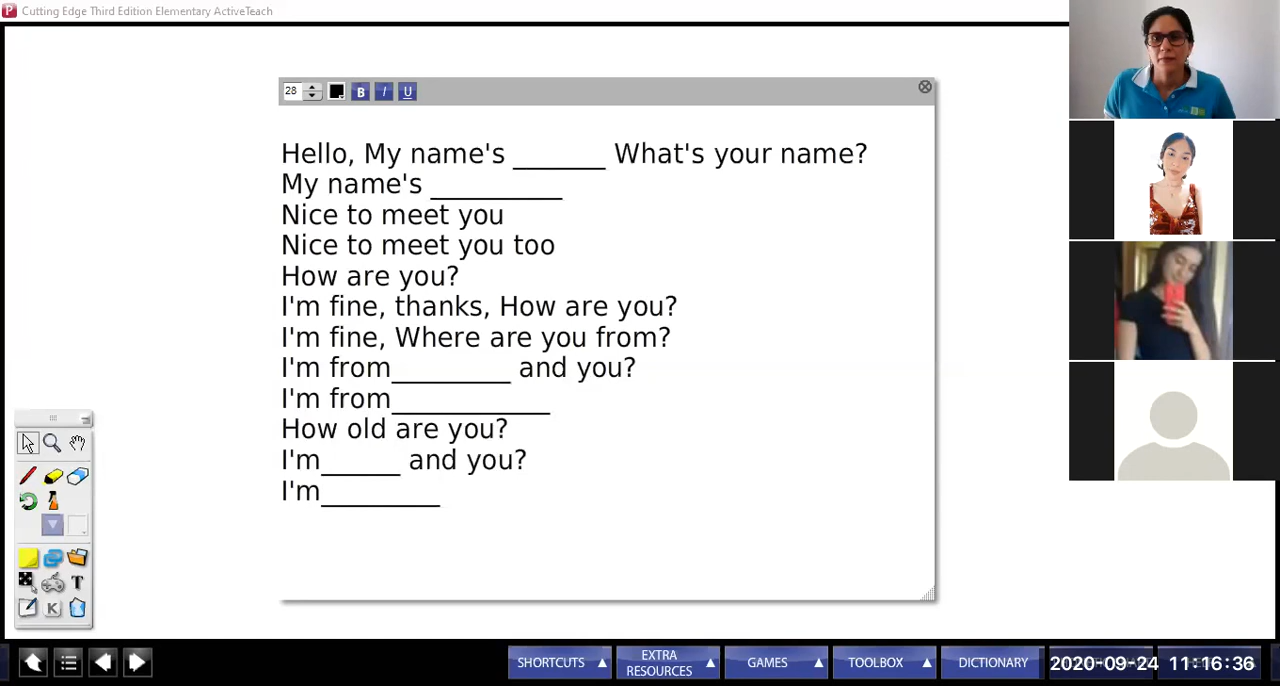 Cutting Edge Third Edition Elementary ActiveTeach
28 B I U
Hello, My name's _______ What's your name?
My name's __________
Nice to meet you
Nice to meet you too
How are you?
I'm fine, thanks, How are you?
I'm fine, Where are you from?
I'm from_________ and you?
I'm from____________
How old are you?
I'm______ and you?
I'm_________
T
K
SHORTCUTS
EXTRA
RESOURCES
GAMES
TOOLBOX
DICTIONARY
2020-09-24 11:16:36